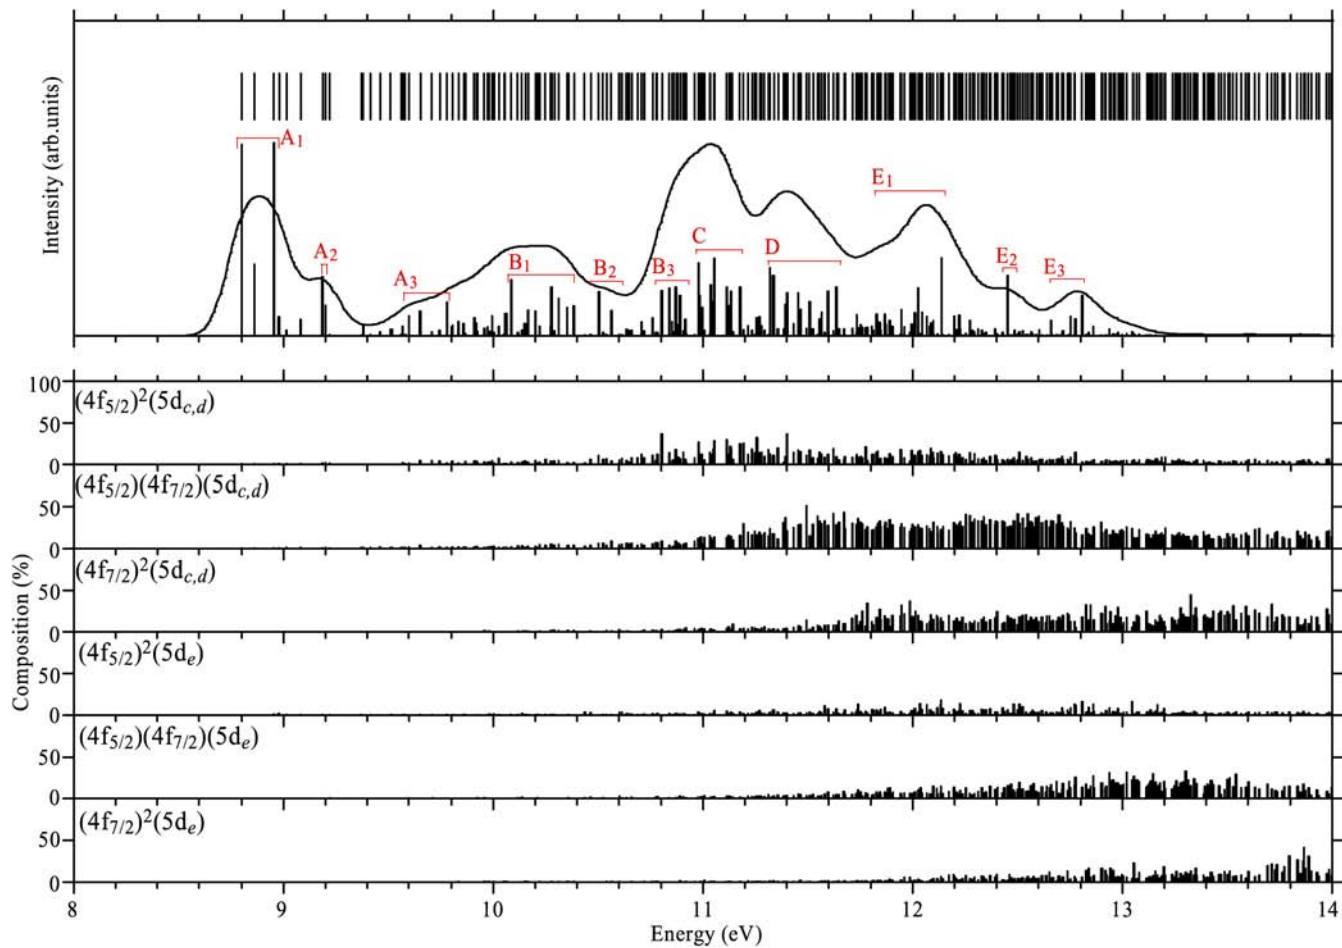 Intensity (arb.units)
A1
A2
A3
B1
B2
B3
C
D
E1
E2
E3
Composition (%)
100
50
0
(4f5/2)²(5dc,d)
50
0
(4f5/2)(4f7/2)(5dc,d)
50
0
(4f7/2)²(5dc,d)
50
0
(4f5/2)²(5de)
50
0
(4f5/2)(4f7/2)(5de)
50
0
(4f7/2)²(5de)
8 9 10 11 12 13 14
Energy (eV)